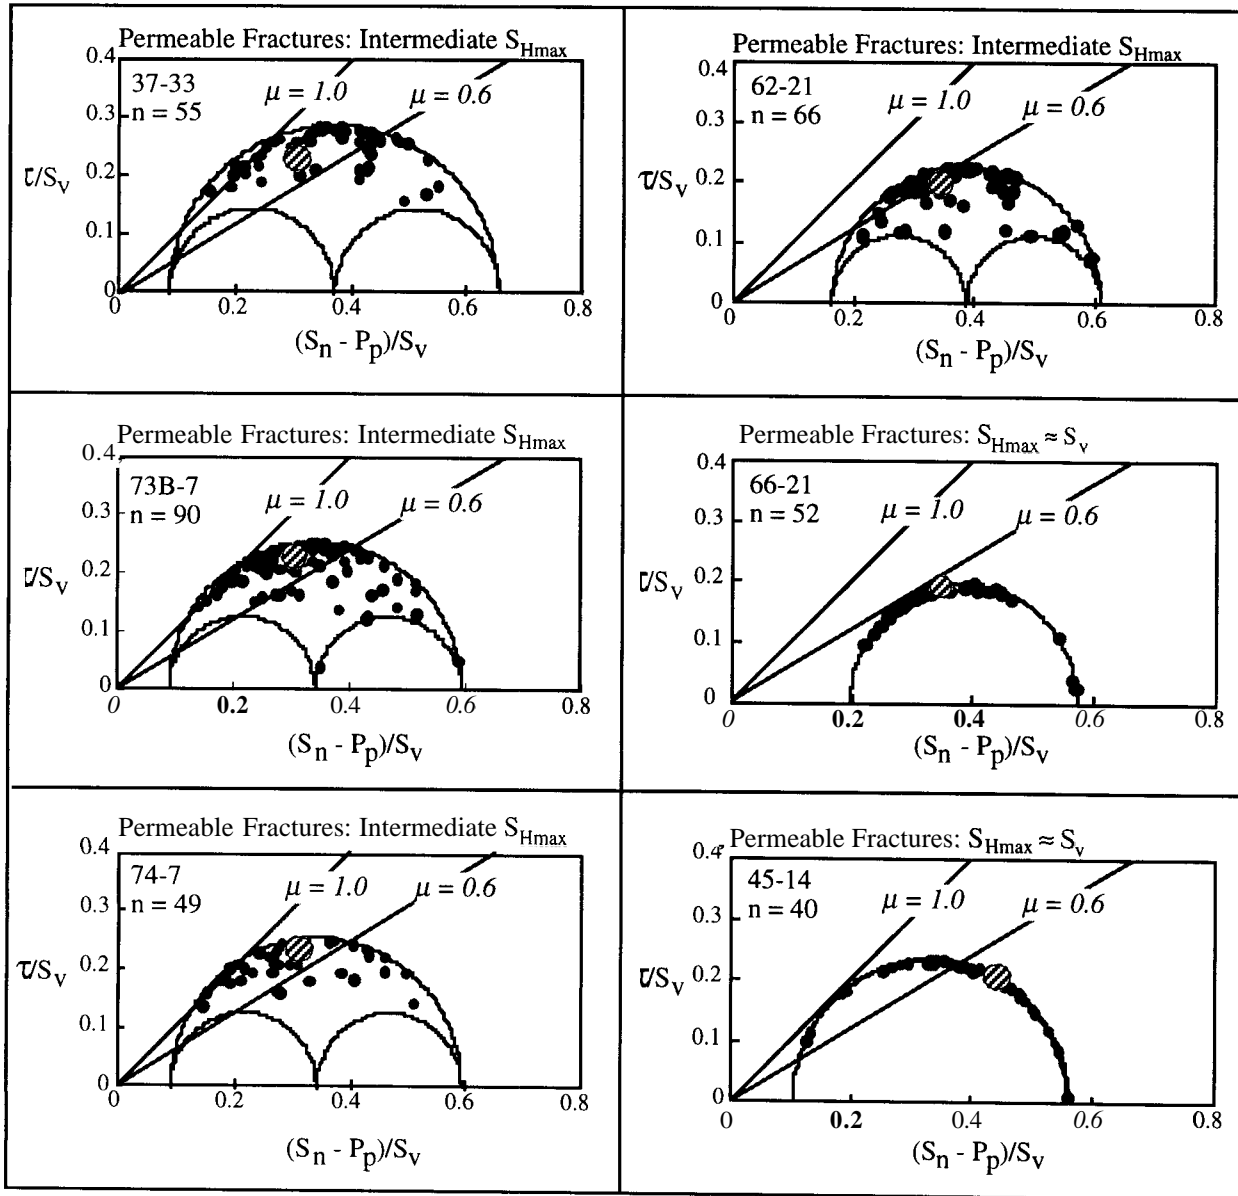 Permeable Fractures: Intermediate SHmax
0.4
37-33
n = 55
μ = 1.0
μ = 0.6
0.3
0.2
τ/Sv
0.1
0
0
0.2
0.4
0.6
0.8
(Sn - Pp)/Sv
Permeable Fractures: Intermediate SHmax
0.4
62-21
n = 66
μ = 1.0
μ = 0.6
0.3
0.2
τ/Sv
0.1
0
0.2
0.4
0.6
0.8
(Sn - Pp)/Sv
Permeable Fractures: Intermediate SHmax
0.4
73B-7
n = 90
μ = 1.0
μ = 0.6
0.3
0.2
τ/Sv
0.1
0
0
0.2
0.4
0.6
0.8
(Sn - Pp)/Sv
Permeable Fractures: SHmax ≈ Sv
0.4
66-21
n = 52
μ = 1.0
μ = 0.6
0.3
0.2
τ/Sv
0.1
0
0
0.2
0.4
0.6
0.8
(Sn - Pp)/Sv
Permeable Fractures: Intermediate SHmax
0.4
74-7
n = 49
μ = 1.0
μ = 0.6
0.3
0.2
τ/Sv
0.1
0
0
0.2
0.4
0.6
0.8
(Sn - Pp)/Sv
Permeable Fractures: SHmax ≈ Sv
0.4
45-14
n = 40
μ = 1.0
μ = 0.6
0.3
0.2
τ/Sv
0.1
0
0
0.2
0.4
0.6
0.8
(Sn - Pp)/Sv